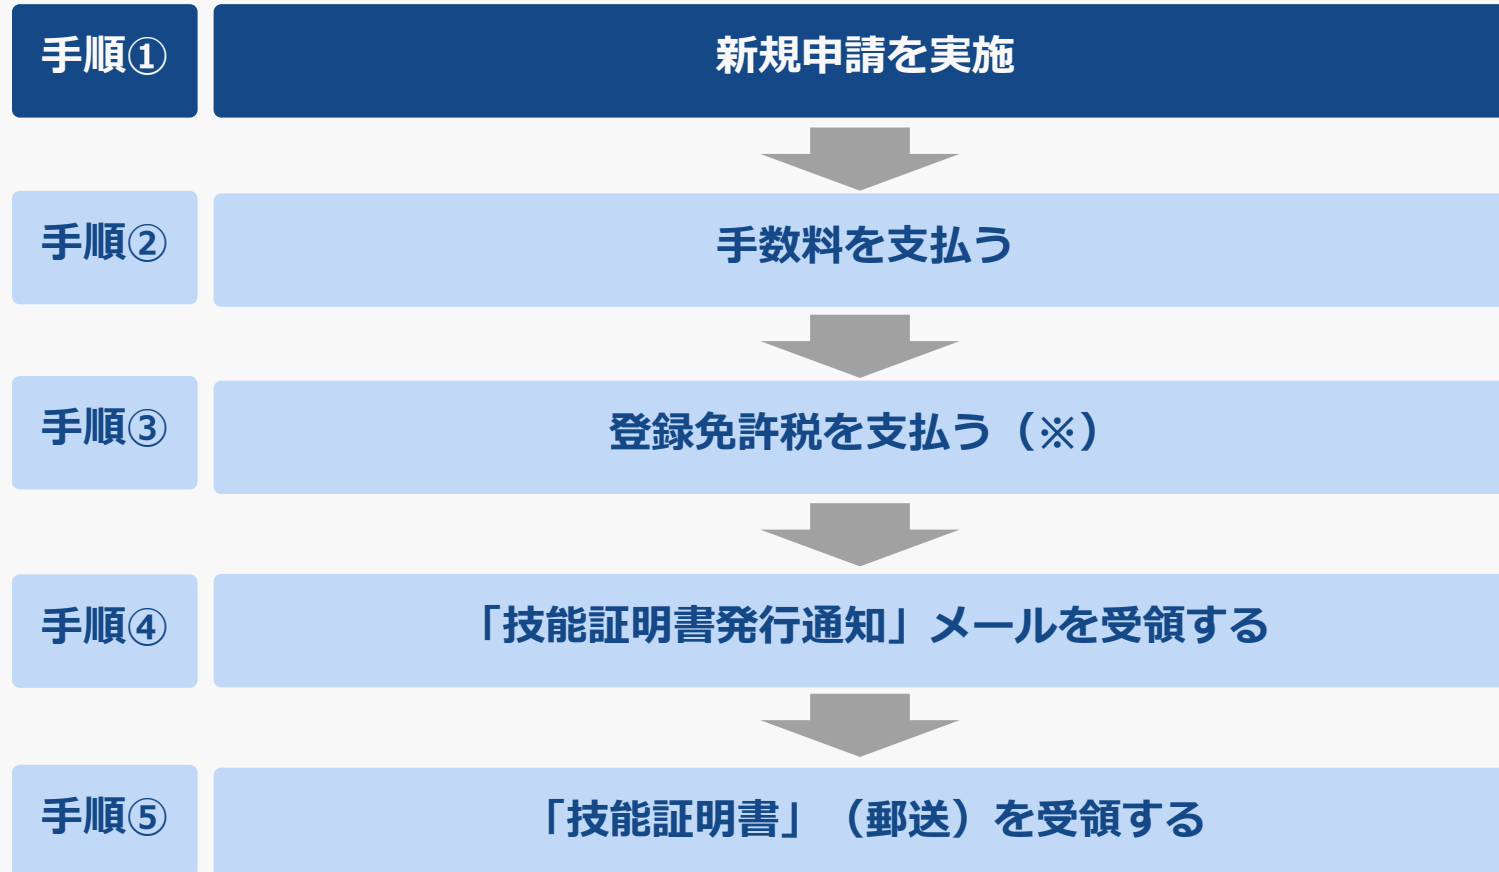 手順①
新規申請を実施
手順②
手数料を支払う
手順③
登録免許税を支払う（※）
手順④
「技能証明書発行通知」メールを受領する
手順⑤
「技能証明書」（郵送）を受領する